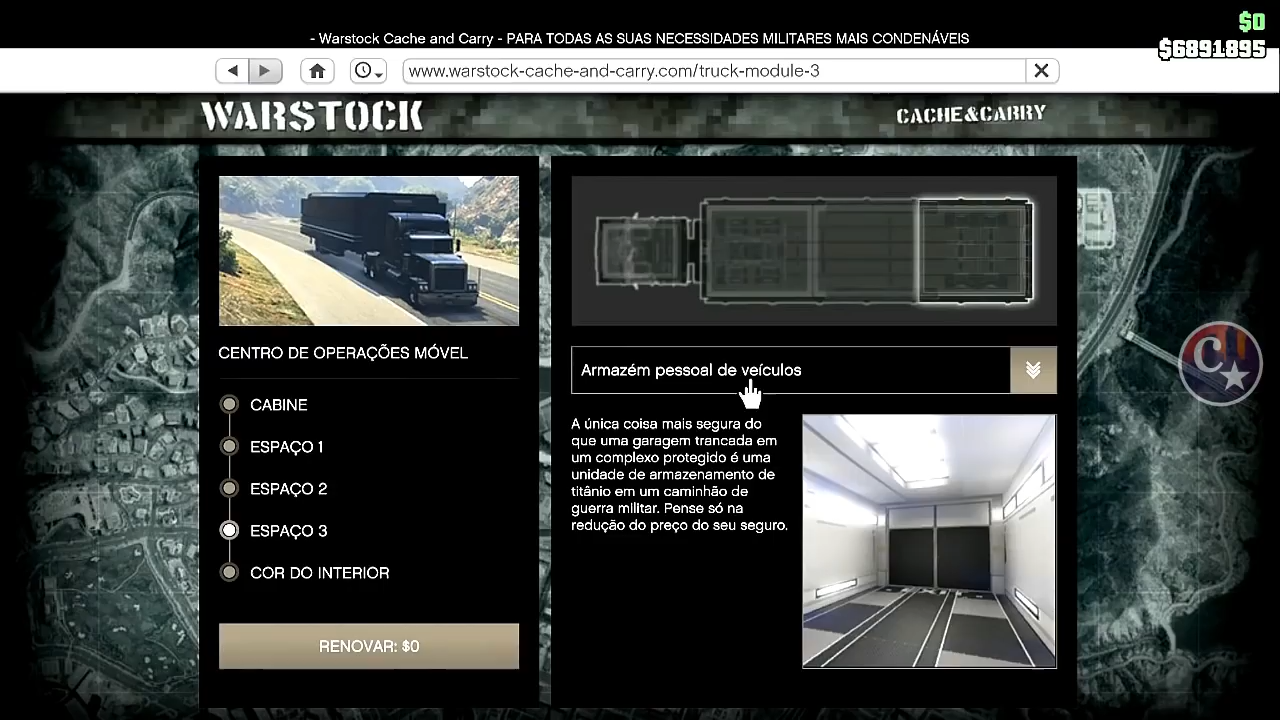 - Warstock Cache and Carry - PARA TODAS AS SUAS NECESSIDADES MILITARES MAIS CONDENÁVEIS
$0
$6891895
www.warstock-cache-and-carry.com/truck-module-3
WARSTOCK
CACHE&CARRY
CENTRO DE OPERAÇÕES MÓVEL
CABINE
ESPAÇO 1
ESPAÇO 2
ESPAÇO 3
COR DO INTERIOR
RENOVAR: $0
Armazém pessoal de veículos
A única coisa mais segura do
que uma garagem trancada em
um complexo protegido é uma
unidade de armazenamento de
titânio em um caminhão de
guerra militar. Pense só na
redução do preço do seu seguro.
C